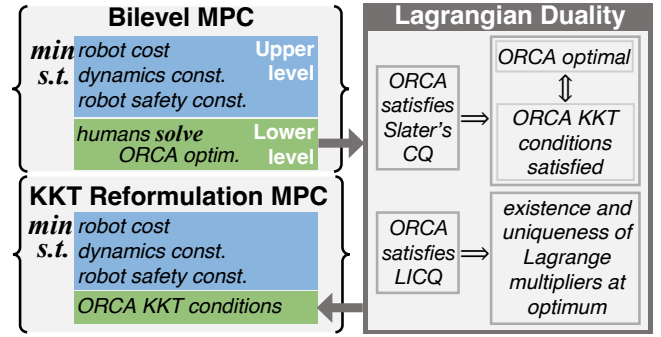 Bilevel MPC
min robot cost
s.t. dynamics const.
robot safety const.
Upper
level
humans solve
ORCA optim.
Lower
level
KKT Reformulation MPC
min robot cost
s.t. dynamics const.
robot safety const.
ORCA KKT conditions
Lagrangian Duality
ORCA
satisfies
Slater's
CQ
⇒
ORCA optimal
⇕
ORCA KKT
conditions
satisfied
ORCA
satisfies
LICQ
⇒
existence and
uniqueness of
Lagrange
multipliers at
optimum